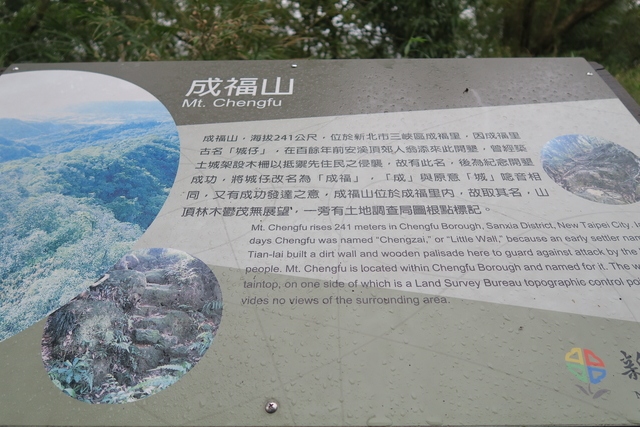 成福山
Mt. Chengfu
成福山，海拔241公尺，位於新北市三峽區成福里，因成福里
古名「城仔」，在百餘年前安溪頂郊人翁添來此開墾，曾經築
土城架設木柵以抵禦先住民之侵襲，故有此名，後為紀念開墾
成功，將城仔改名為「成福」，「成」與原意「城」諧音相
同，又有成功發達之意，成福山位於成福里內，故取其名，山
頂林木鬱茂無展望，一旁有土地調查局圖根點標記。
Mt. Chengfu rises 241 meters in Chengfu Borough, Sanxia District, New Taipei City.
days Chengfu was named “Chengzai,” or “Little Wall,” because an early settler
Tian-lai built a dirt wall and wooden palisade here to guard against attack by the
people. Mt. Chengfu is located within Chengfu Borough and named for it. The
taintop, on one side of which is a Land Survey Bureau topographic control
vides no views of the surrounding area.
新